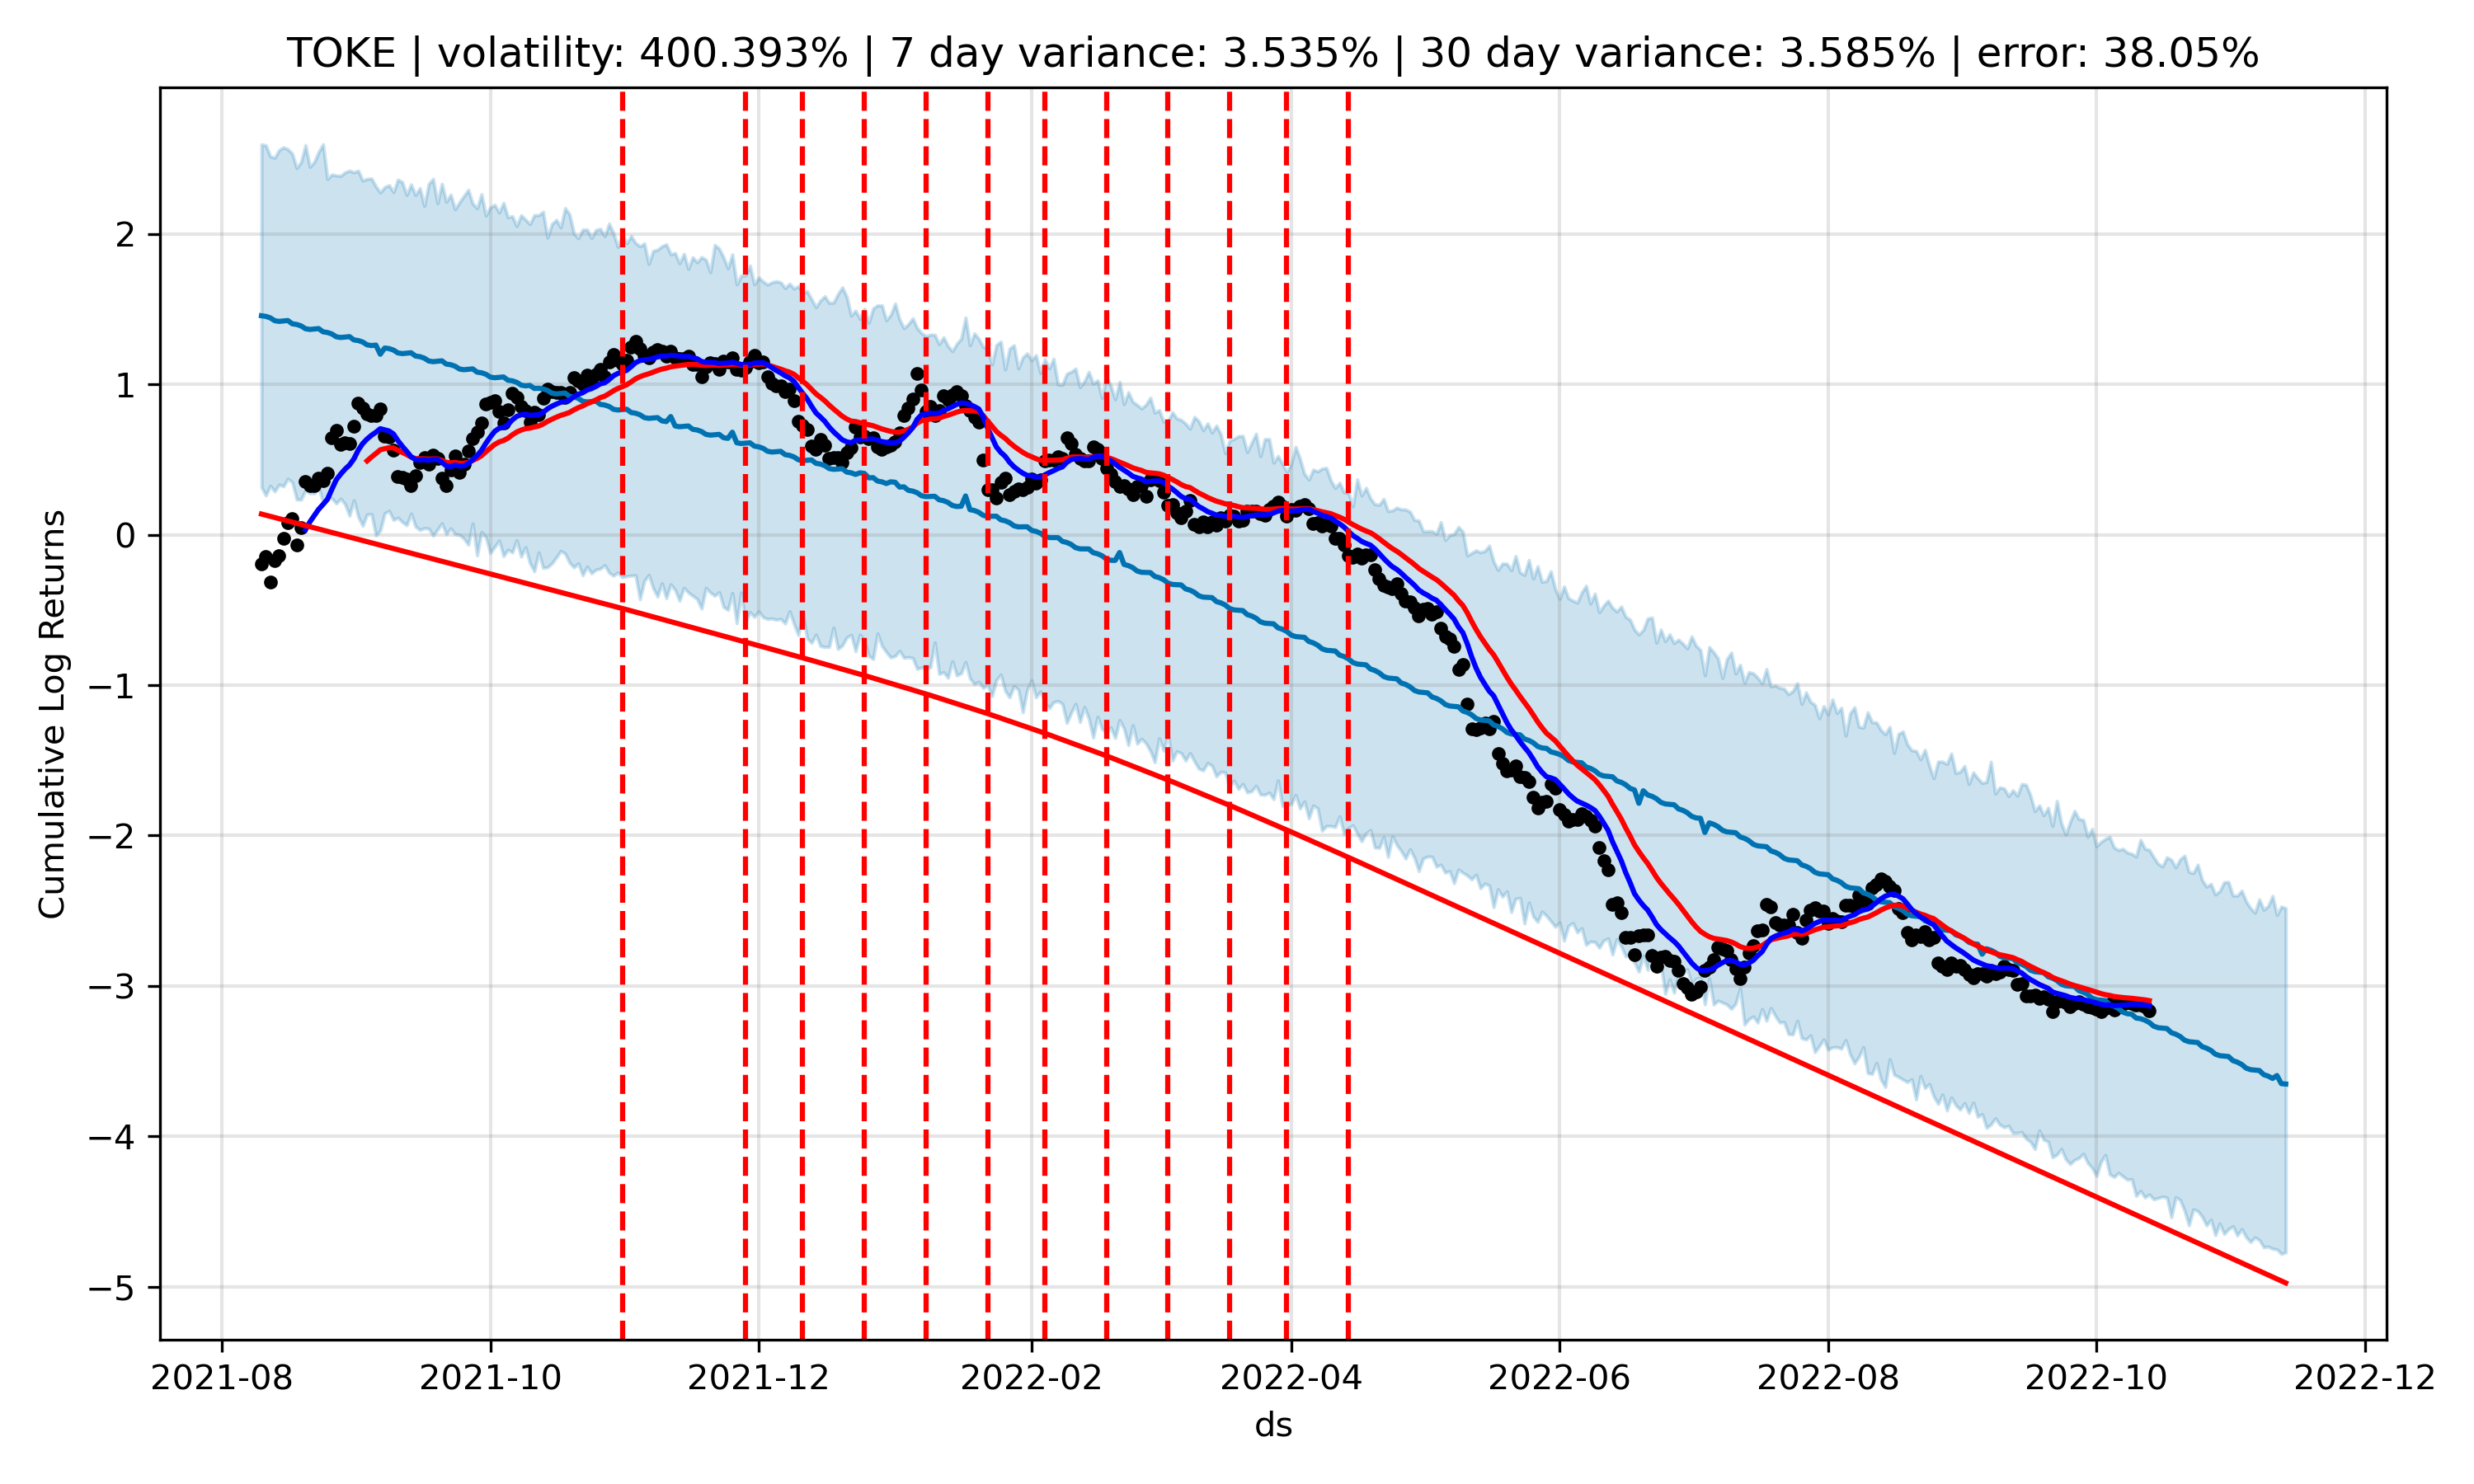 TOKE | volatility: 400.393% | 7 day variance: 3.535% | 30 day variance: 3.585% | error: 38.05%
Cumulative Log Returns
2
1
0
−1
−2
−3
−4
−5
2021-08 2021-10 2021-12 2022-02 2022-04 2022-06 2022-08 2022-10 2022-12
ds